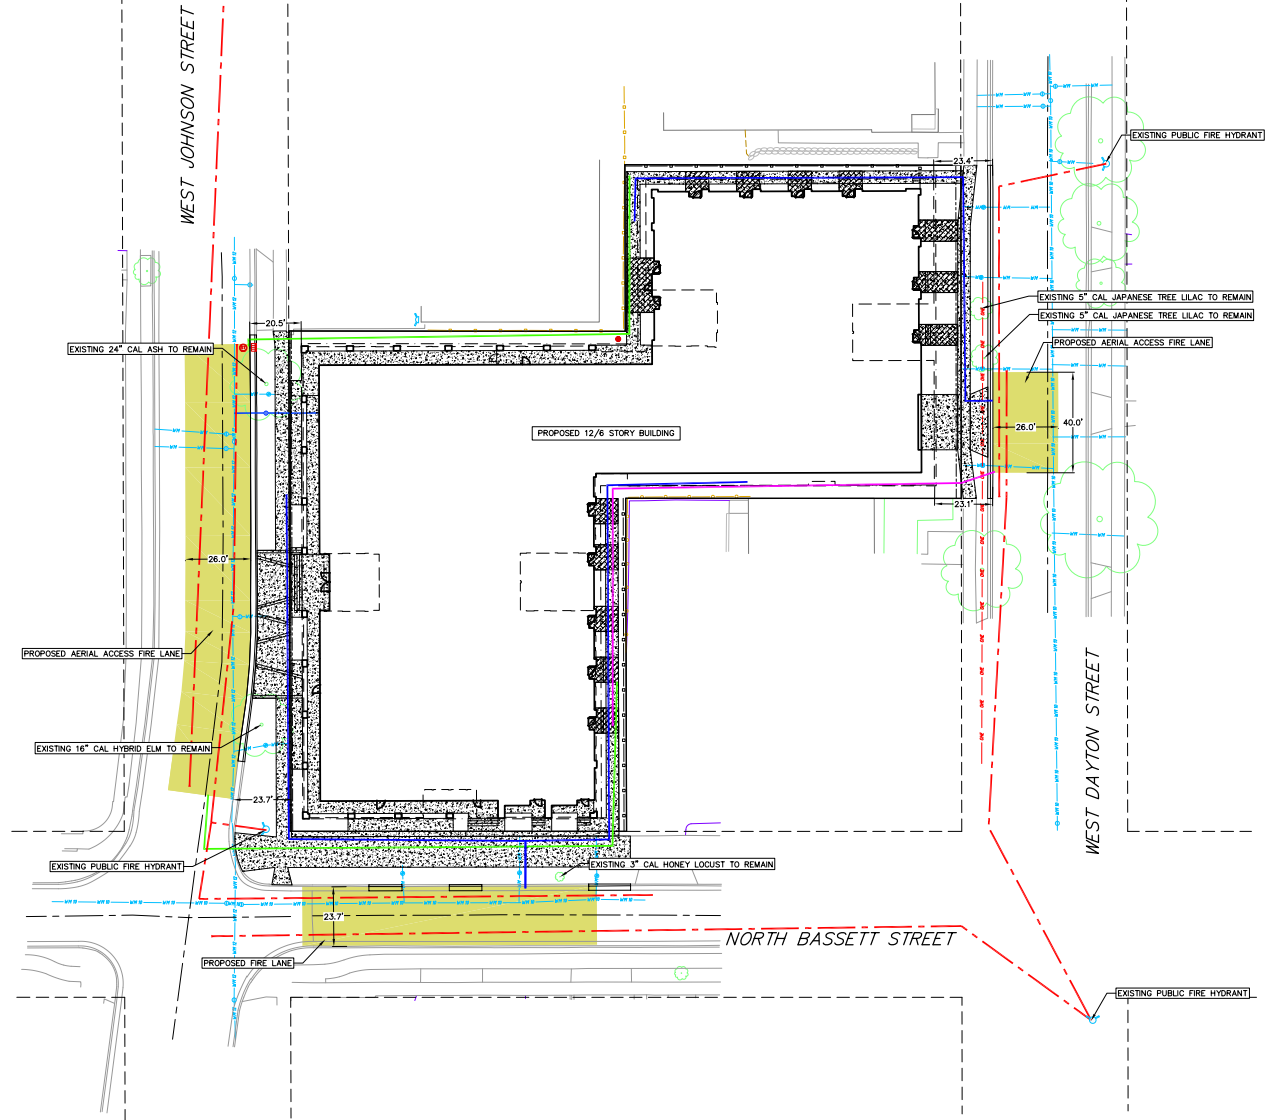 WEST JOHNSON STREET
EXISTING PUBLIC FIRE HYDRANT
23.4'
EXISTING 5" CAL JAPANESE TREE LILAC TO REMAIN
EXISTING 5" CAL JAPANESE TREE LILAC TO REMAIN
20.5'
PROPOSED AERIAL ACCESS FIRE LANE
EXISTING 24" CAL ASH TO REMAIN
40.0'
26.0'
PROPOSED 12/6 STORY BUILDING
23.1'
26.0'
PROPOSED AERIAL ACCESS FIRE LANE
WEST DAYTON STREET
EXISTING 16" CAL HYBRID ELM TO REMAIN
23.7'
EXISTING PUBLIC FIRE HYDRANT
EXISTING 3" CAL HONEY LOCUST TO REMAIN
23.7'
NORTH BASSETT STREET
PROPOSED FIRE LANE
EXISTING PUBLIC FIRE HYDRANT